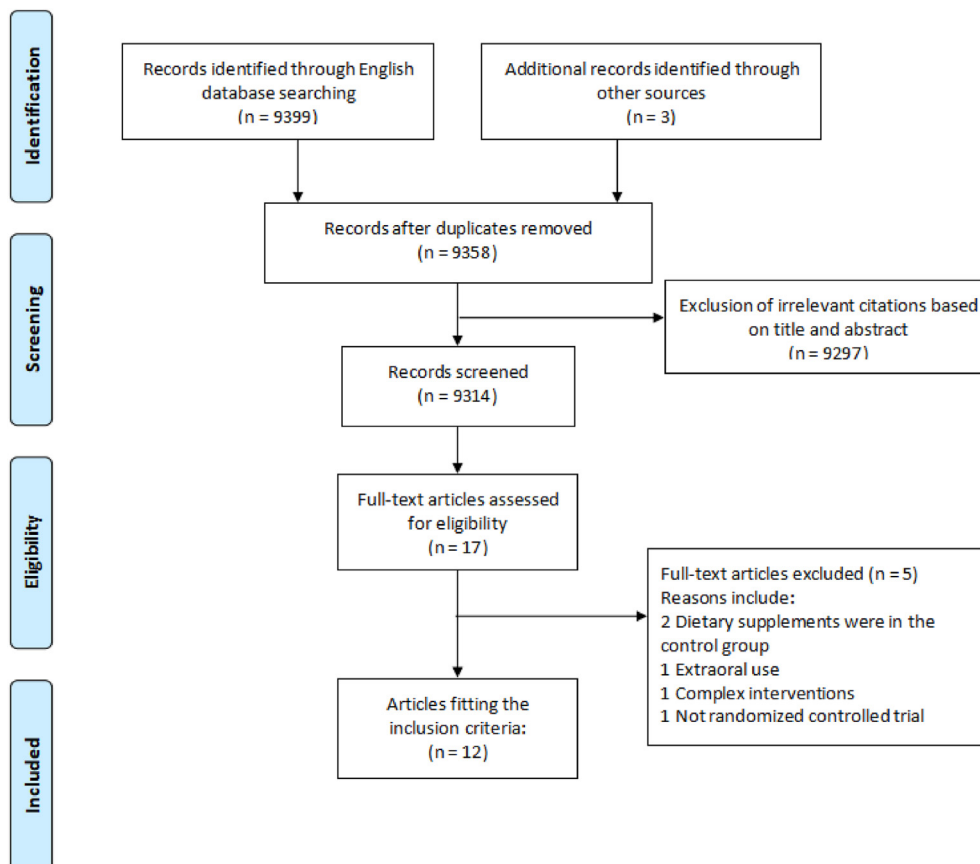 Identification
Records identified through English
database searching
(n = 9399)
Additional records identified through
other sources
(n = 3)
Records after duplicates removed
(n = 9358)
Screening
Exclusion of irrelevant citations based
on title and abstract
(n = 9297)
Records screened
(n = 9314)
Eligibility
Full-text articles assessed
for eligibility
(n = 17)
Full-text articles excluded (n = 5)
Reasons include:
2 Dietary supplements were in the
control group
1 Extraoral use
1 Complex interventions
1 Not randomized controlled trial
Included
Articles fitting the
inclusion criteria:
(n = 12)